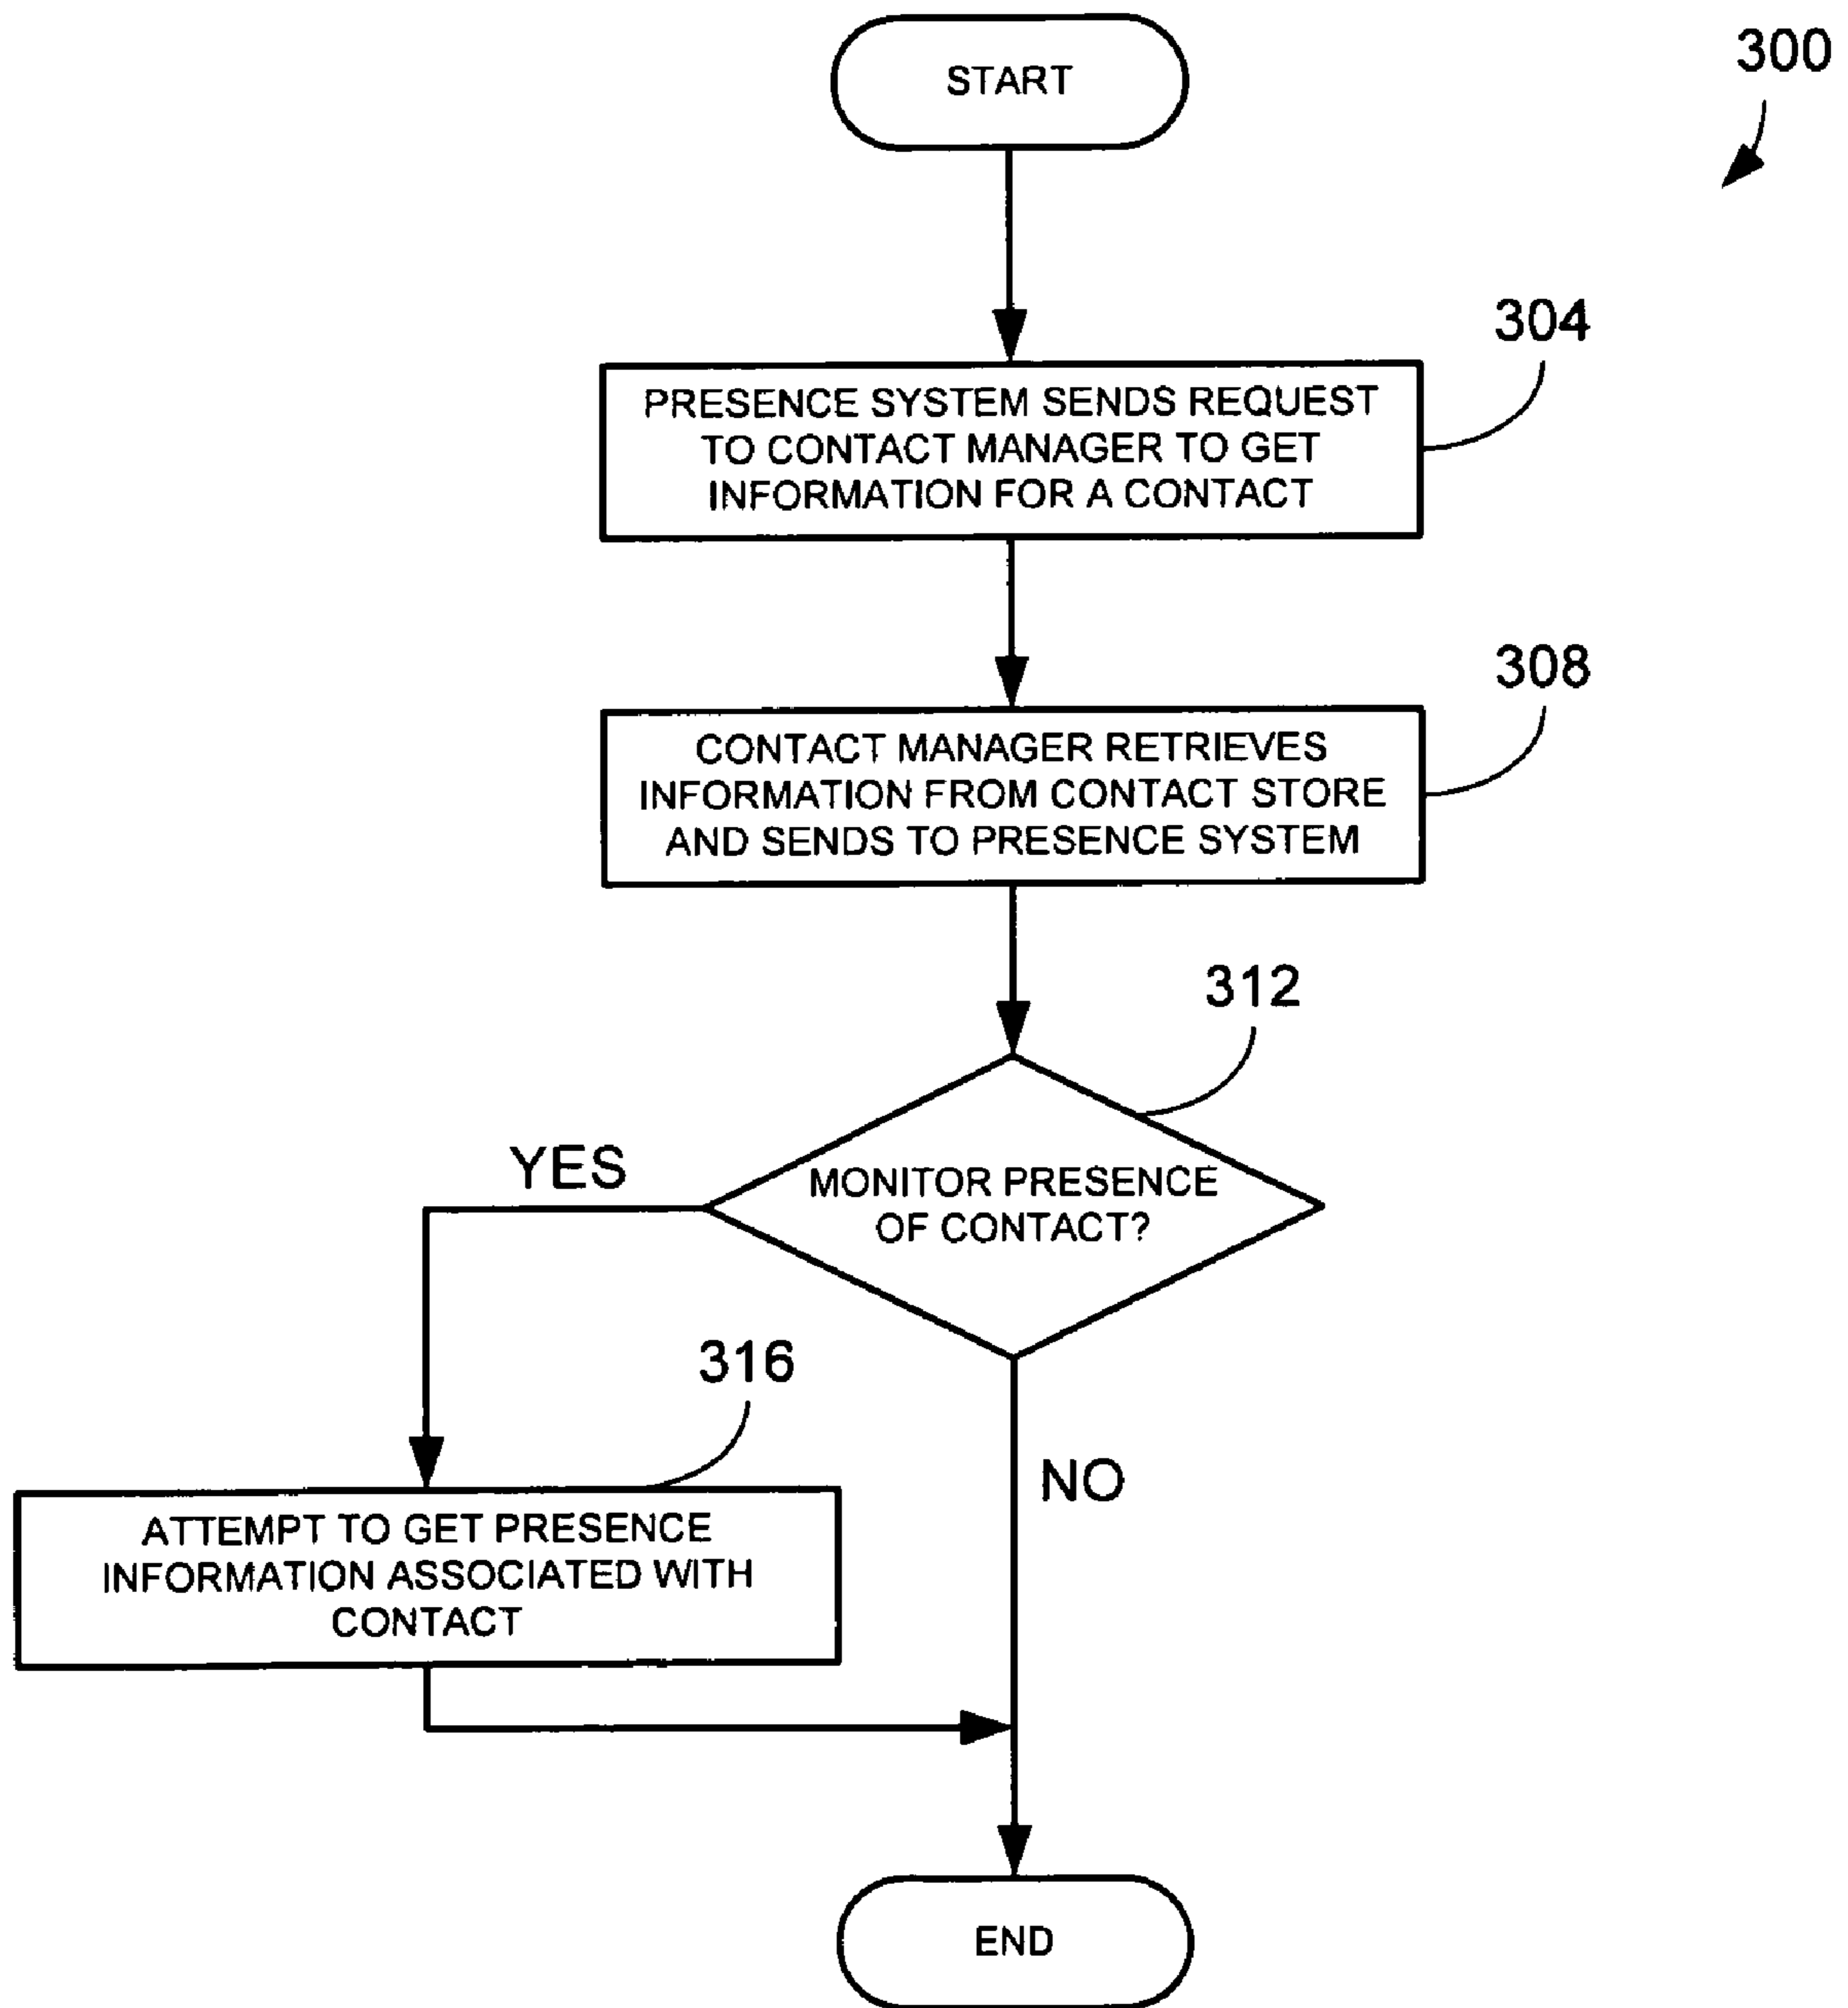 START
300
304
PRESENCE SYSTEM SENDS REQUEST
TO CONTACT MANAGER TO GET
INFORMATION FOR A CONTACT
308
CONTACT MANAGER RETRIEVES
INFORMATION FROM CONTACT STORE
AND SENDS TO PRESENCE SYSTEM
312
YES
MONITOR PRESENCE
OF CONTACT?
316
NO
ATTEMPT TO GET PRESENCE
INFORMATION ASSOCIATED WITH
CONTACT
END